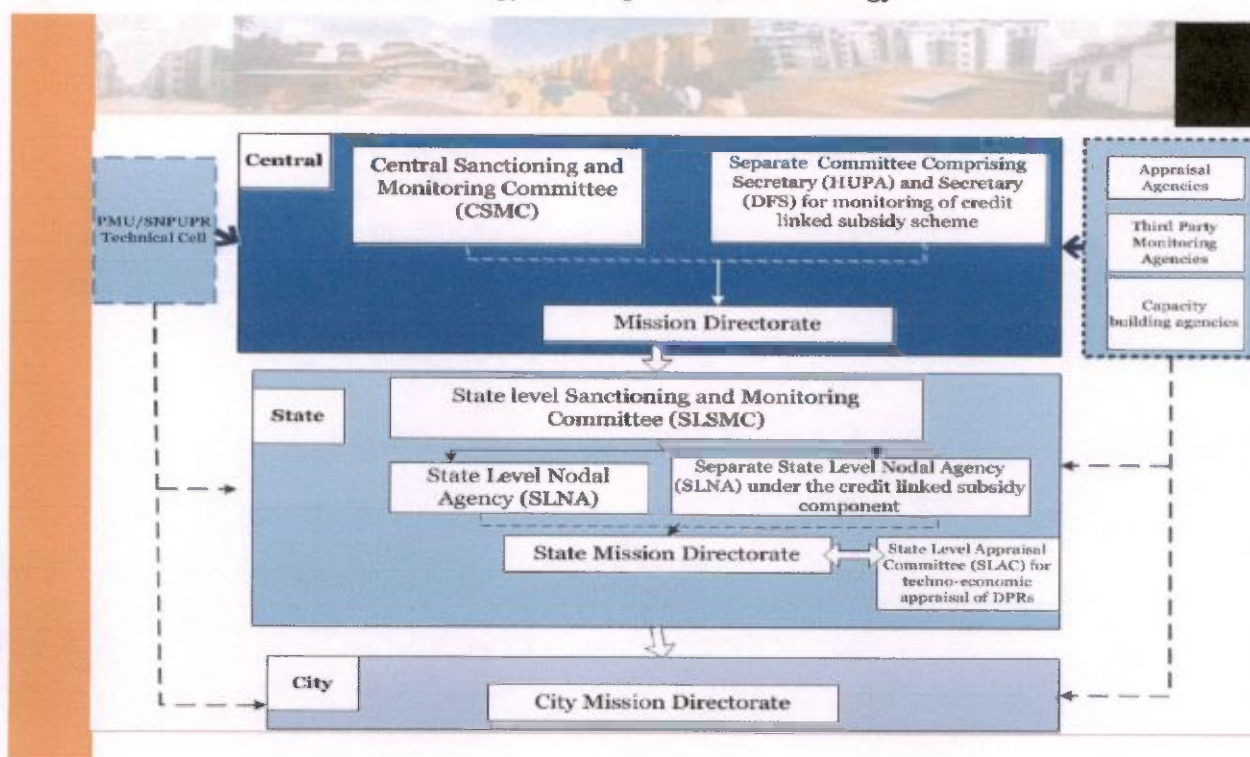 Central
Central Sanctioning and
Monitoring Committee
(CSMC)
Separate Committee Comprising
Secretary (HUPA) and Secretary
(DFS) for monitoring of credit
linked subsidy scheme
Mission Directorate
PMU/SNPUPR
Technical Cell
Appraisal
Agencies
Third Party
Monitoring
Agencies
Capacity
building agencies
State
State level Sanctioning and Monitoring
Committee (SLSMC)
State Level Nodal
Agency (SLNA)
Separate State Level Nodal Agency
(SLNA) under the credit linked subsidy
component
State Mission Directorate
State Level Appraisal
Committee (SLAC) for
techno-economic
appraisal of DPRs
City
City Mission Directorate